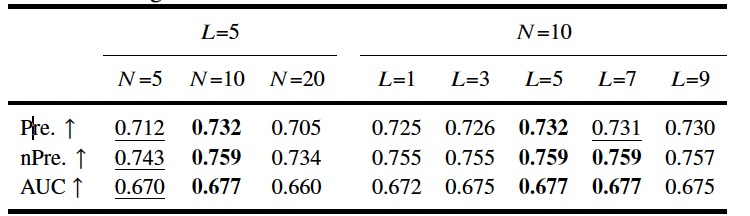 L=5 N=10
N=5 N=10 N=20 L=1 L=3 L=5 L=7 L=9
Pre. ↑ 0.712 0.732 0.705 0.725 0.726 0.732 0.731 0.730
nPre. ↑ 0.743 0.759 0.734 0.755 0.755 0.759 0.759 0.757
AUC ↑ 0.670 0.677 0.660 0.672 0.675 0.677 0.677 0.675